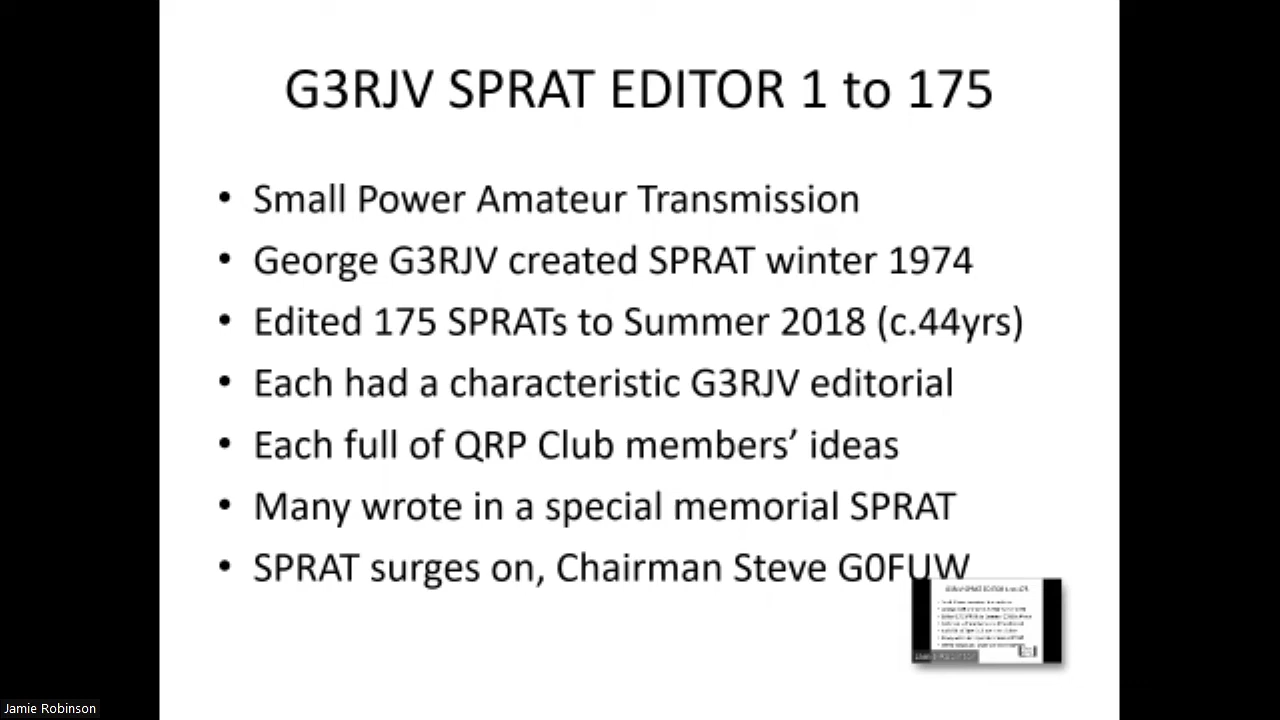 G3RJV SPRAT EDITOR 1 to 175
• Small Power Amateur Transmission
• George G3RJV created SPRAT winter 1974
• Edited 175 SPRATs to Summer 2018 (c.44yrs)
• Each had a characteristic G3RJV editorial
• Each full of QRP Club members’ ideas
• Many wrote in a special memorial SPRAT
• SPRAT surges on, Chairman Steve G0FUW
Jamie Robinson